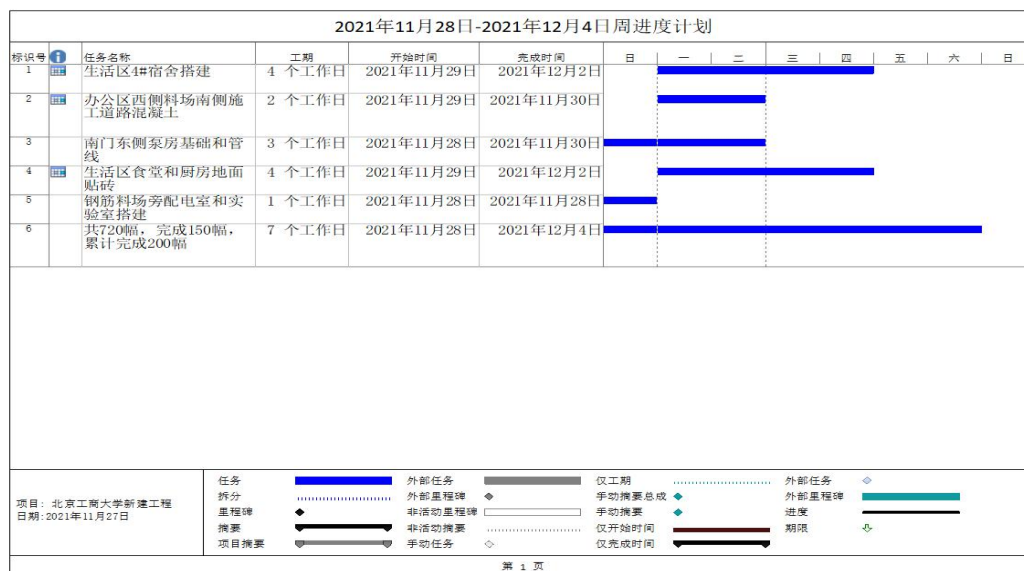 2021年11月28日-2021年12月4日周进度计划
标识号 任务名称 工期 开始时间 完成时间 日 一 二 三 四 五 六 日
1 生活区4#宿舍搭建 4 个工作日 2021年11月29日 2021年12月2日
2 办公区西侧料场南侧施 2 个工作日 2021年11月29日 2021年11月30日
工道路混凝土
3 南门东侧泵房基础和管 3 个工作日 2021年11月28日 2021年11月30日
线
4 生活区食堂和厨房地面 4 个工作日 2021年11月29日 2021年12月2日
贴砖
5 钢筋料场旁配电室和实 1 个工作日 2021年11月28日 2021年11月28日
验室搭建
6 共720幅，完成150幅， 7 个工作日 2021年11月28日 2021年12月4日
累计完成200幅
项目: 北京工商大学新建工程
日期:2021年11月27日
任务 外部任务 仅工期 外部任务
拆分 外部里程碑 手动摘要总成 外部里程碑
里程碑 非活动里程碑 手动摘要 进度
摘要 非活动摘要 仅开始时间 期限
项目摘要 手动任务 仅完成时间
第 1 页